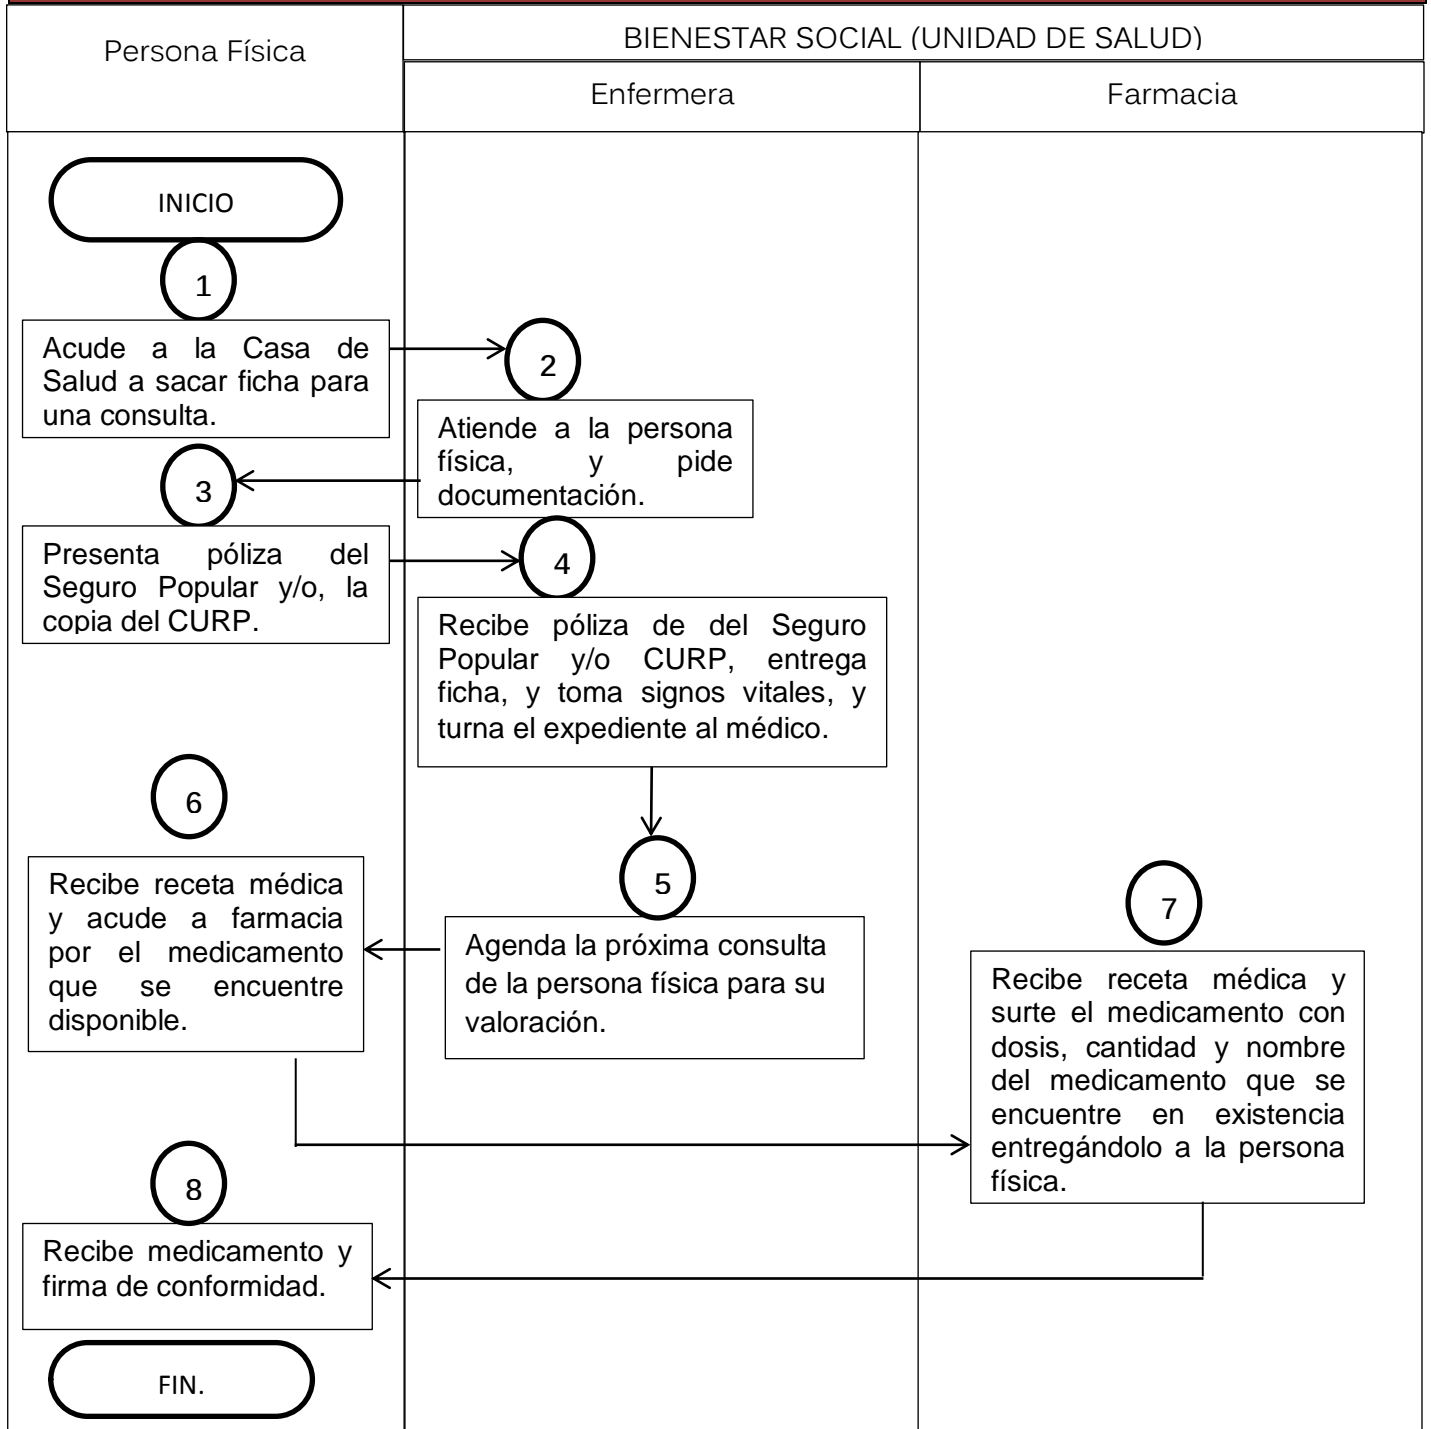 Persona Física
BIENESTAR SOCIAL (UNIDAD DE SALUD)
Enfermera
Farmacia
INICIO
1
Acude a la Casa de
Salud a sacar ficha para
una consulta.
2
Atiende a la persona
física, y pide
documentación.
3
Presenta póliza del
Seguro Popular y/o, la
copia del CURP.
4
Recibe póliza de del Seguro
Popular y/o CURP, entrega
ficha, y toma signos vitales, y
turna el expediente al médico.
5
Agenda la próxima consulta
de la persona física para su
valoración.
6
Recibe receta médica
y acude a farmacia
por el medicamento
que se encuentre
disponible.
7
Recibe receta médica y
surte el medicamento con
dosis, cantidad y nombre
del medicamento que se
encuentre en existencia
entregándolo a la persona
física.
8
Recibe medicamento y
firma de conformidad.
FIN.